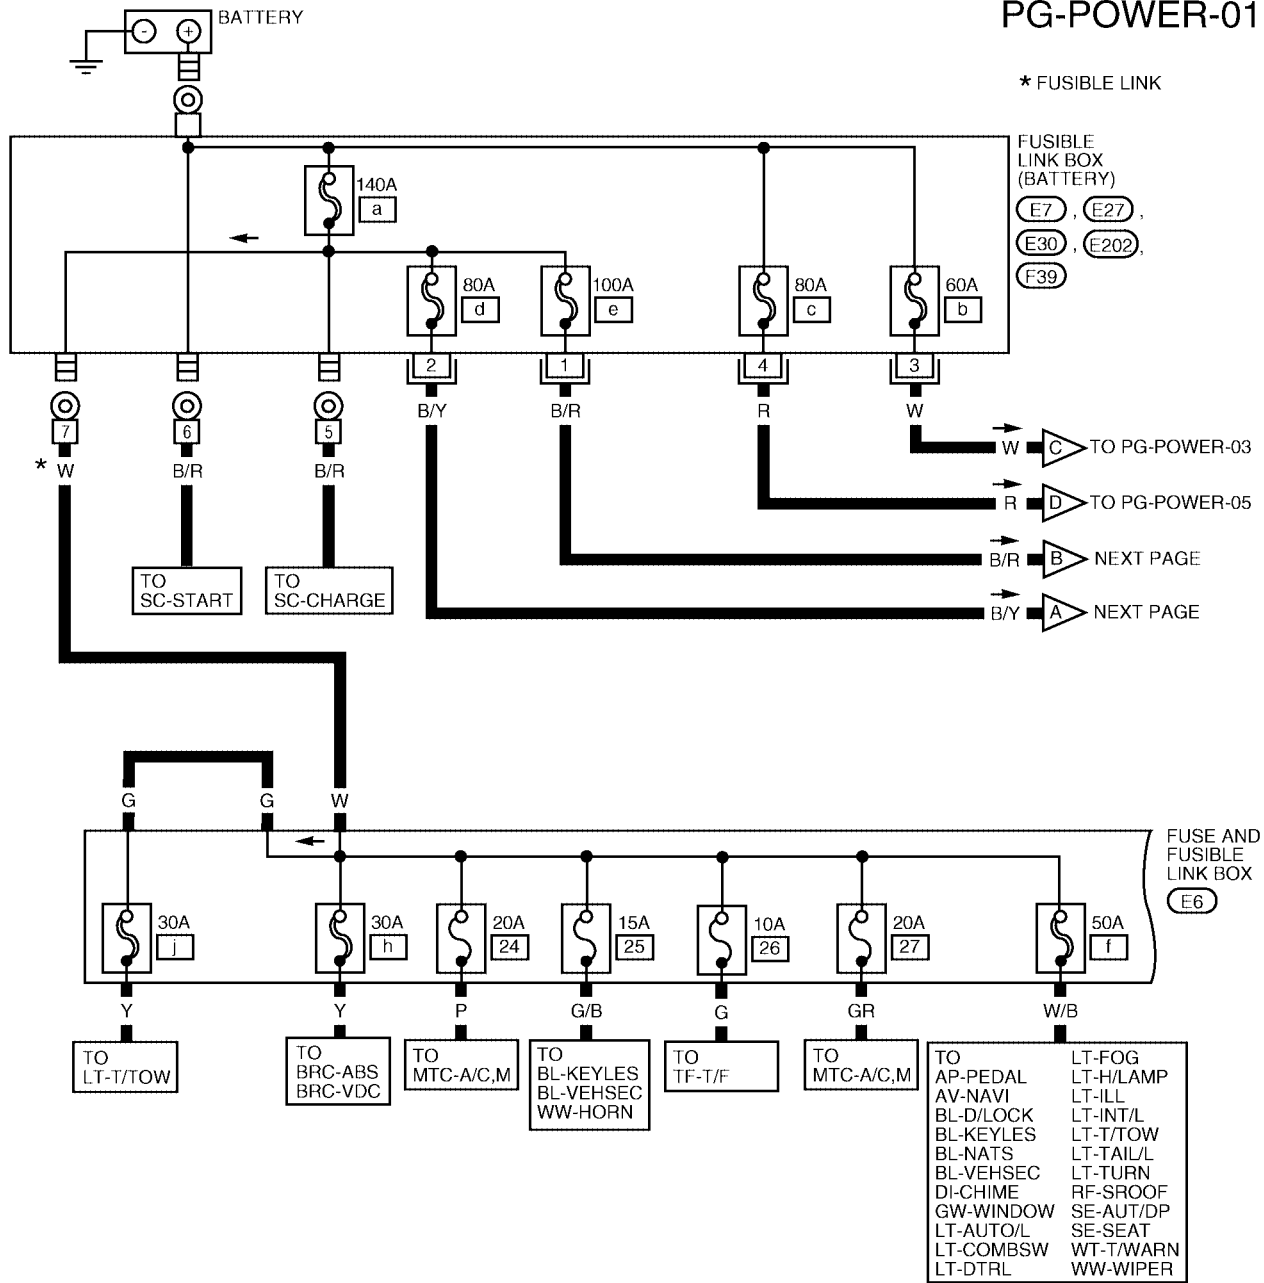 PG-POWER-01
BATTERY
- +
* FUSIBLE LINK
FUSIBLE
LINK BOX
(BATTERY)
E7 , E27 ,
E30 , E202 ,
F39
140A
a
80A
d
100A
e
80A
c
60A
b
2
1
4
3
B/Y
B/R
R
W
7
6
5
* W
B/R
B/R
W C TO PG-POWER-03
R D TO PG-POWER-05
B/R B NEXT PAGE
B/Y A NEXT PAGE
TO
SC-START
TO
SC-CHARGE
G
G
W
FUSE AND
FUSIBLE
LINK BOX
E6
30A
j
30A
h
20A
24
15A
25
10A
26
20A
27
50A
f
Y
Y
P
G/B
G
GR
W/B
TO
LT-T/TOW
TO
BRC-ABS
BRC-VDC
TO
MTC-A/C,M
TO
BL-KEYLES
BL-VEHSEC
WW-HORN
TO
TF-T/F
TO
MTC-A/C,M
TO
AP-PEDAL
AV-NAVI
BL-D/LOCK
BL-KEYLES
BL-NATS
BL-VEHSEC
DI-CHIME
GW-WINDOW
LT-AUTO/L
LT-COMBSW
LT-DTRL
LT-FOG
LT-H/LAMP
LT-ILL
LT-INT/L
LT-T/TOW
LT-TAIL/L
LT-TURN
RF-SROOF
SE-AUT/DP
SE-SEAT
WT-T/WARN
WW-WIPER